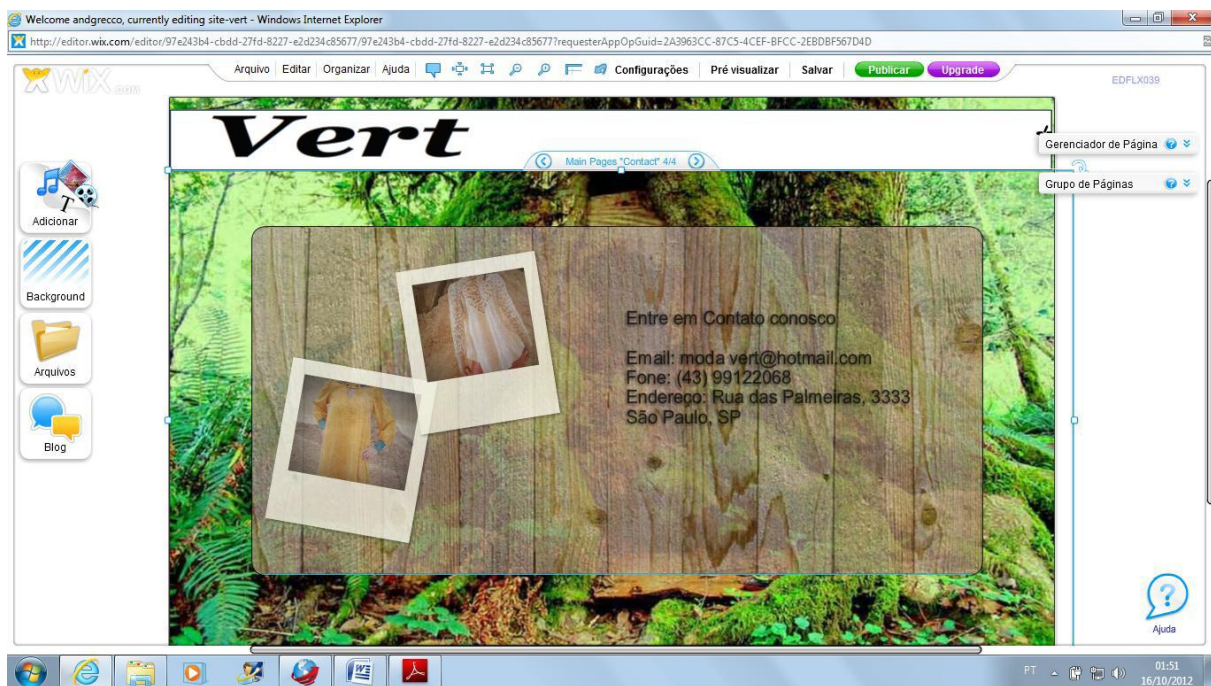 Welcome andgrecco, currently editing site-vert - Windows Internet Explorer
http://editor.wix.com/editor/97e243b4-cbdd-27fd-8227-e2d234c85677/97e243b4-cbdd-27fd-8227-e2d234c85677?requesterAppOpGuid=2A3963CC-87C5-4CEF-BFCC-2EBDBF567D4D
WiX.com
Arquivo Editar Organizar Ajuda Configurações Pré visualizar Salvar Publicar Upgrade
EDFLX039
Vert
Main Pages "Contact" 4/4
Gerenciador de Página
Grupo de Páginas
Adicionar
Background
Arquivos
Blog
Entre em Contato conosco
Email: moda vert@hotmail.com
Fone: (43) 99122068
Endereço: Rua das Palmeiras, 3333
São Paulo, SP
Ajuda
PT
01:51
16/10/2012